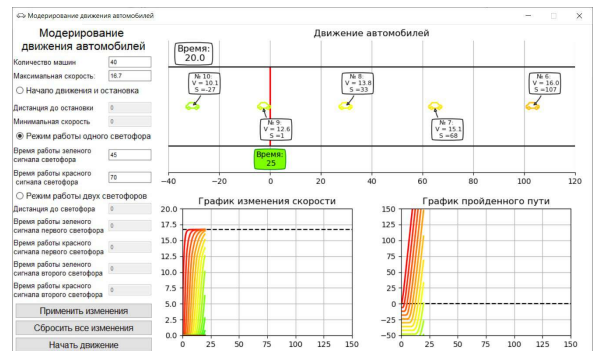 Модерирование движения автомобилей
Модерирование
движения автомобилей
Количество машин 40
Максимальная скорость: 16.7
Начало движения и остановка
Дистанция до остановки 0
Минимальная скорость 0
Режим работы одного светофора
Время работы зеленого
сигнала светофора 45
Время работы красного
сигнала светофора 70
Режим работы двух светофоров
Дистанция до светофора 0
Время работы зеленого
сигнала первого светофора 0
Время работы красного
сигнала первого светофора 0
Время работы зеленого
сигнала второго светофора 0
Время работы красного
сигнала второго светофора 0
Применить изменения
Сбросить все изменения
Начать движение
Движение автомобилей
Время:
20.0
№ 10:
V = 10.1
S =-27
№ 9:
V = 12.6
S =1
№ 8:
V = 13.8
S =33
№ 7:
V = 15.1
S =68
№ 6:
V = 16.0
S =107
Время:
25
−40 −20 0 20 40 60 80 100 120
График изменения скорости
20.0
17.5
15.0
12.5
10.0
7.5
5.0
2.5
0.0
0 25 50 75 100 125 150
График пройденного пути
150
125
100
75
50
25
0
−25
−50
0 25 50 75 100 125 150